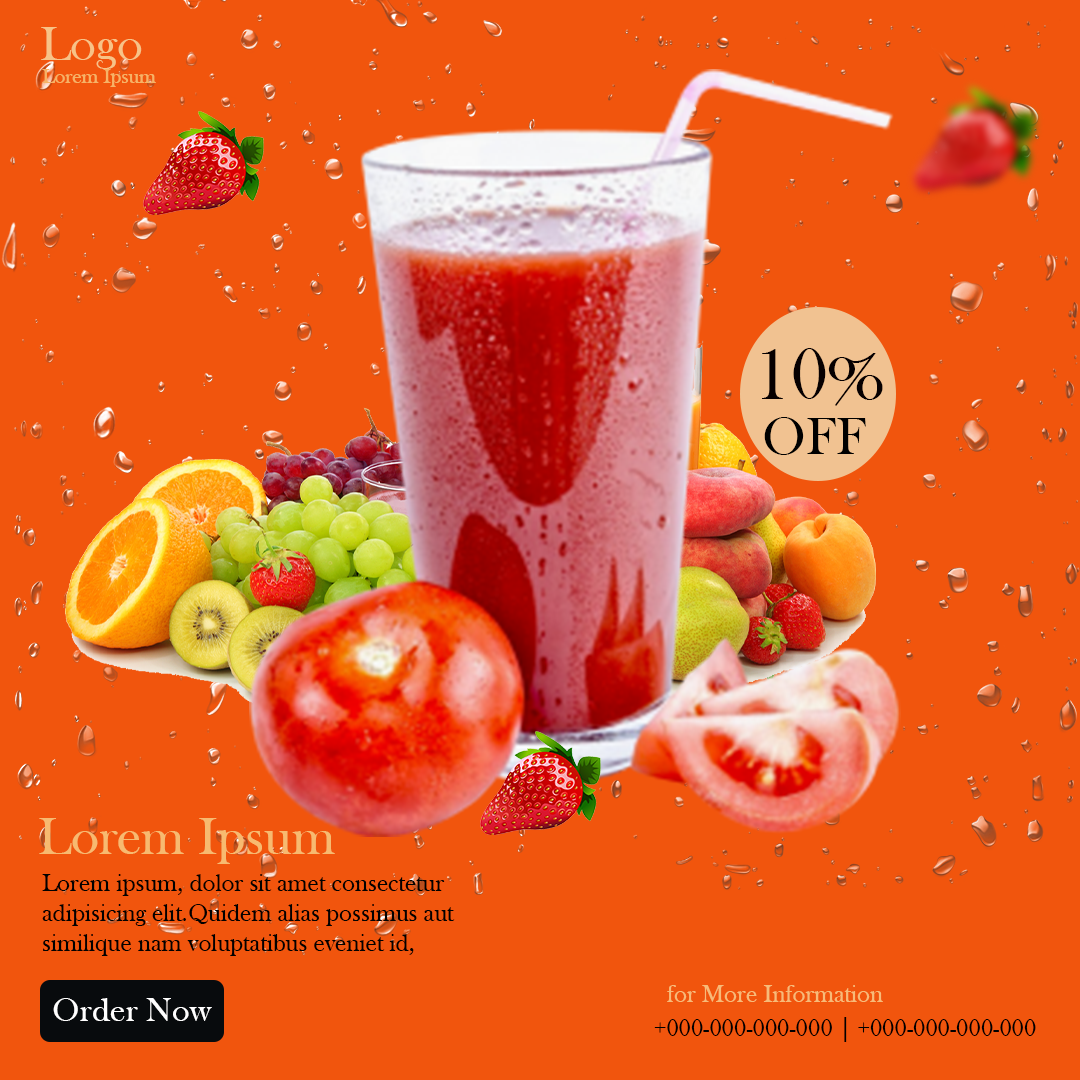 Logo
Lorem Ipsum
10%
OFF
Lorem Ipsum
Lorem ipsum, dolor sit amet consectetur
adipisicing elit.Quidem alias possimus aut
similique nam voluptatibus eveniet id,
Order Now
for More Information
+000-000-000-000 | +000-000-000-000